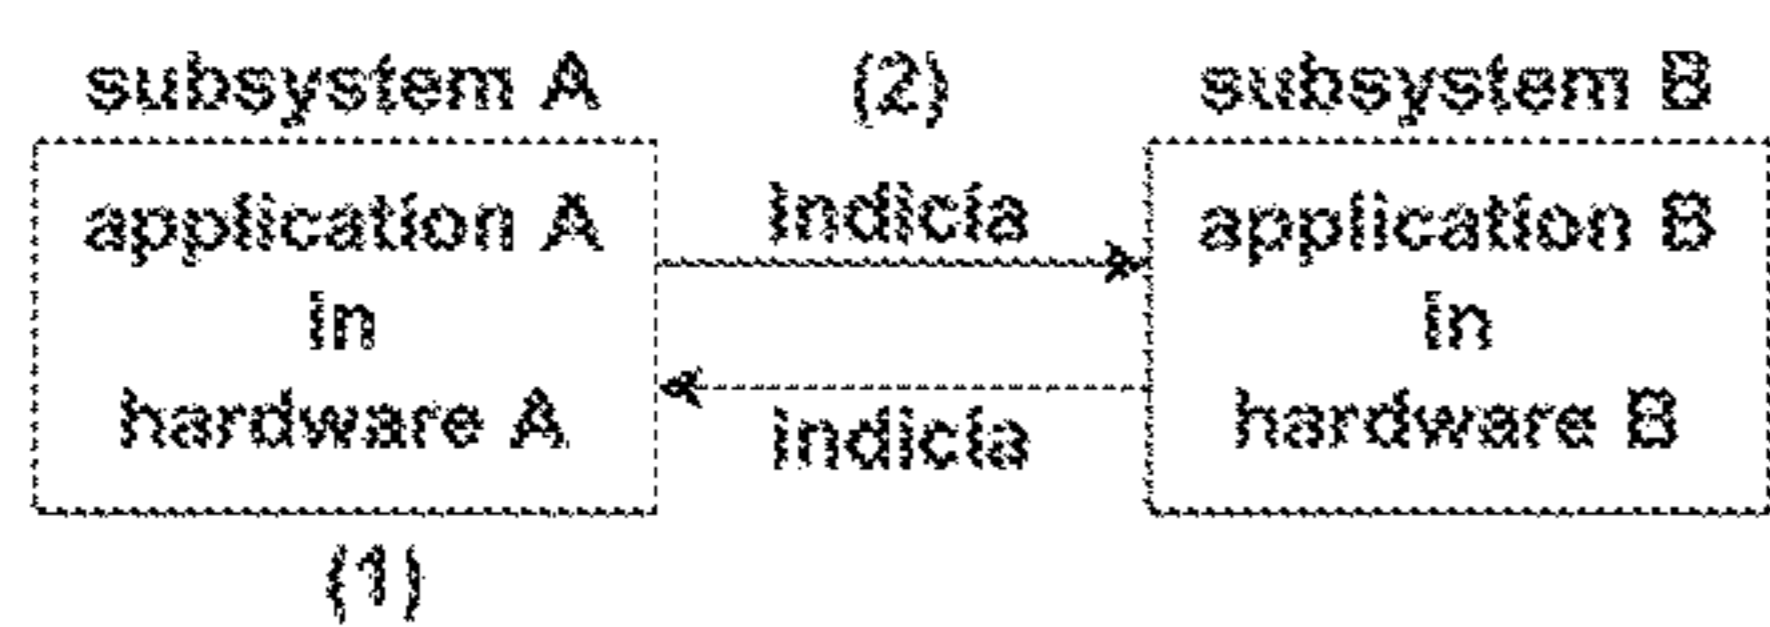 subsystem A
(2)
subsystem B
application A
in
hardware A
indicia
indicia
application B
in
hardware B
(1)